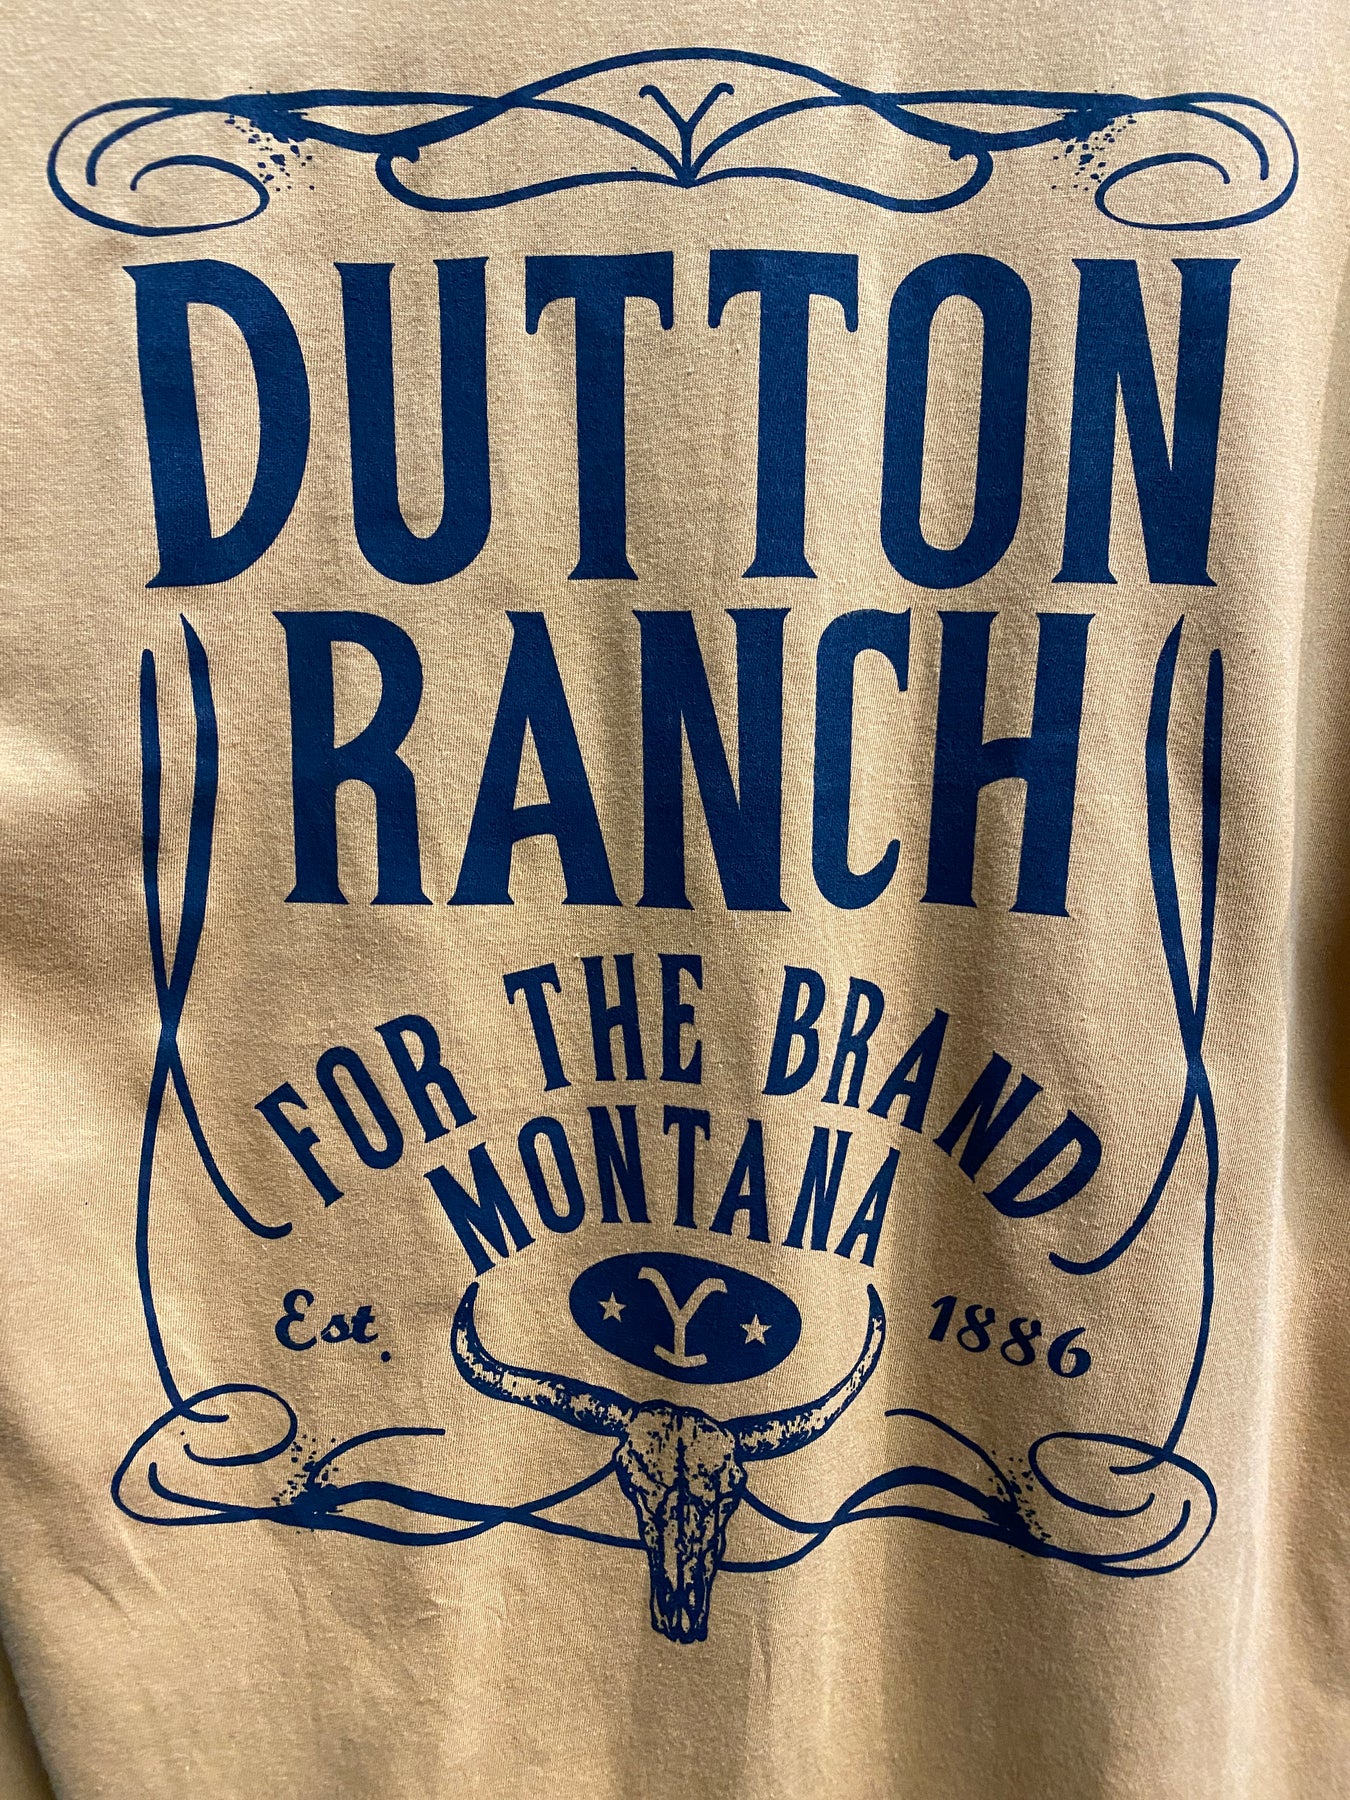 Y
DUTTON
RANCH
FOR THE BRAND
MONTANA
Y
Est. 1886